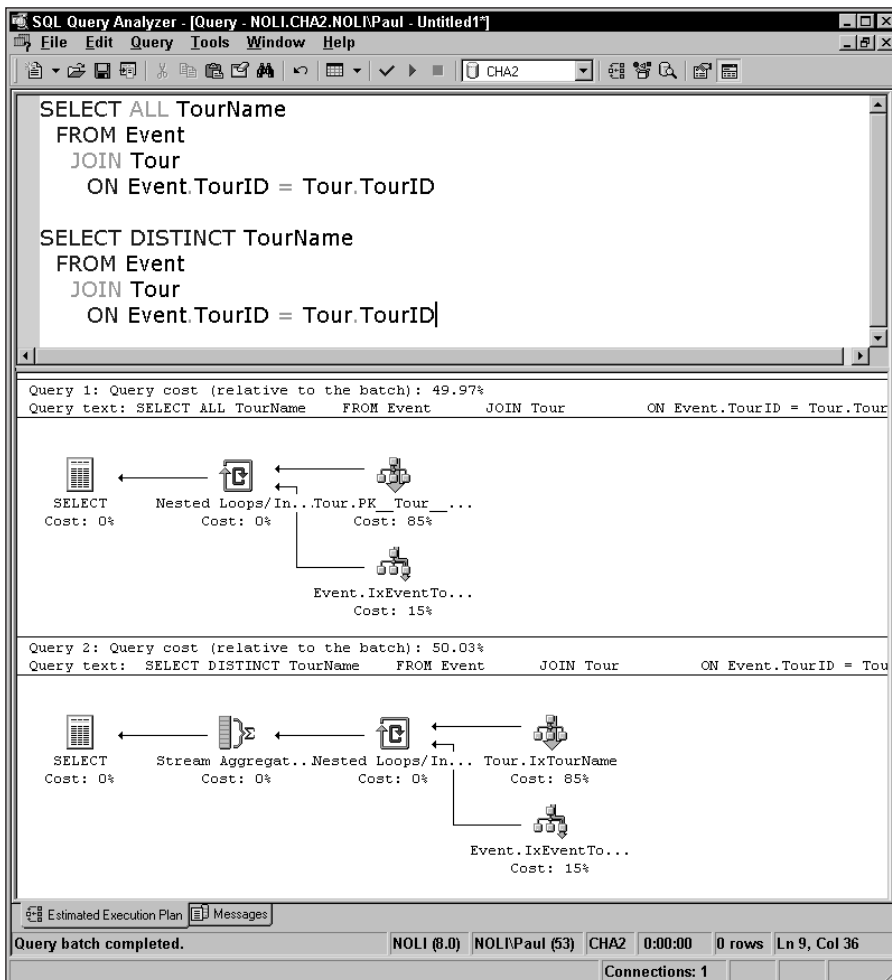 SQL Query Analyzer - [Query - NOLI.CHA2.NOLI\Paul - Untitled1*]
File Edit Query Tools Window Help
CHA2
SELECT ALL TourName
FROM Event
JOIN Tour
ON Event.TourID = Tour.TourID
SELECT DISTINCT TourName
FROM Event
JOIN Tour
ON Event.TourID = Tour.TourID
Query 1: Query cost (relative to the batch): 49.97%
Query text: SELECT ALL TourName FROM Event JOIN Tour ON Event.TourID = Tour.Tour
SELECT Nested Loops/In...Tour.PK__Tour__...
Cost: 0% Cost: 0% Cost: 85%
Event.IxEventTo...
Cost: 15%
Query 2: Query cost (relative to the batch): 50.03%
Query text: SELECT DISTINCT TourName FROM Event JOIN Tour ON Event.TourID = Tou
SELECT Stream Aggregat..Nested Loops/In... Tour.IxTourName
Cost: 0% Cost: 0% Cost: 0% Cost: 85%
Event.IxEventTo...
Cost: 15%
Estimated Execution Plan Messages
Query batch completed. NOLI (8.0) NOLI\Paul (53) CHA2 0:00:00 0 rows Ln 9, Col 36
Connections: 1